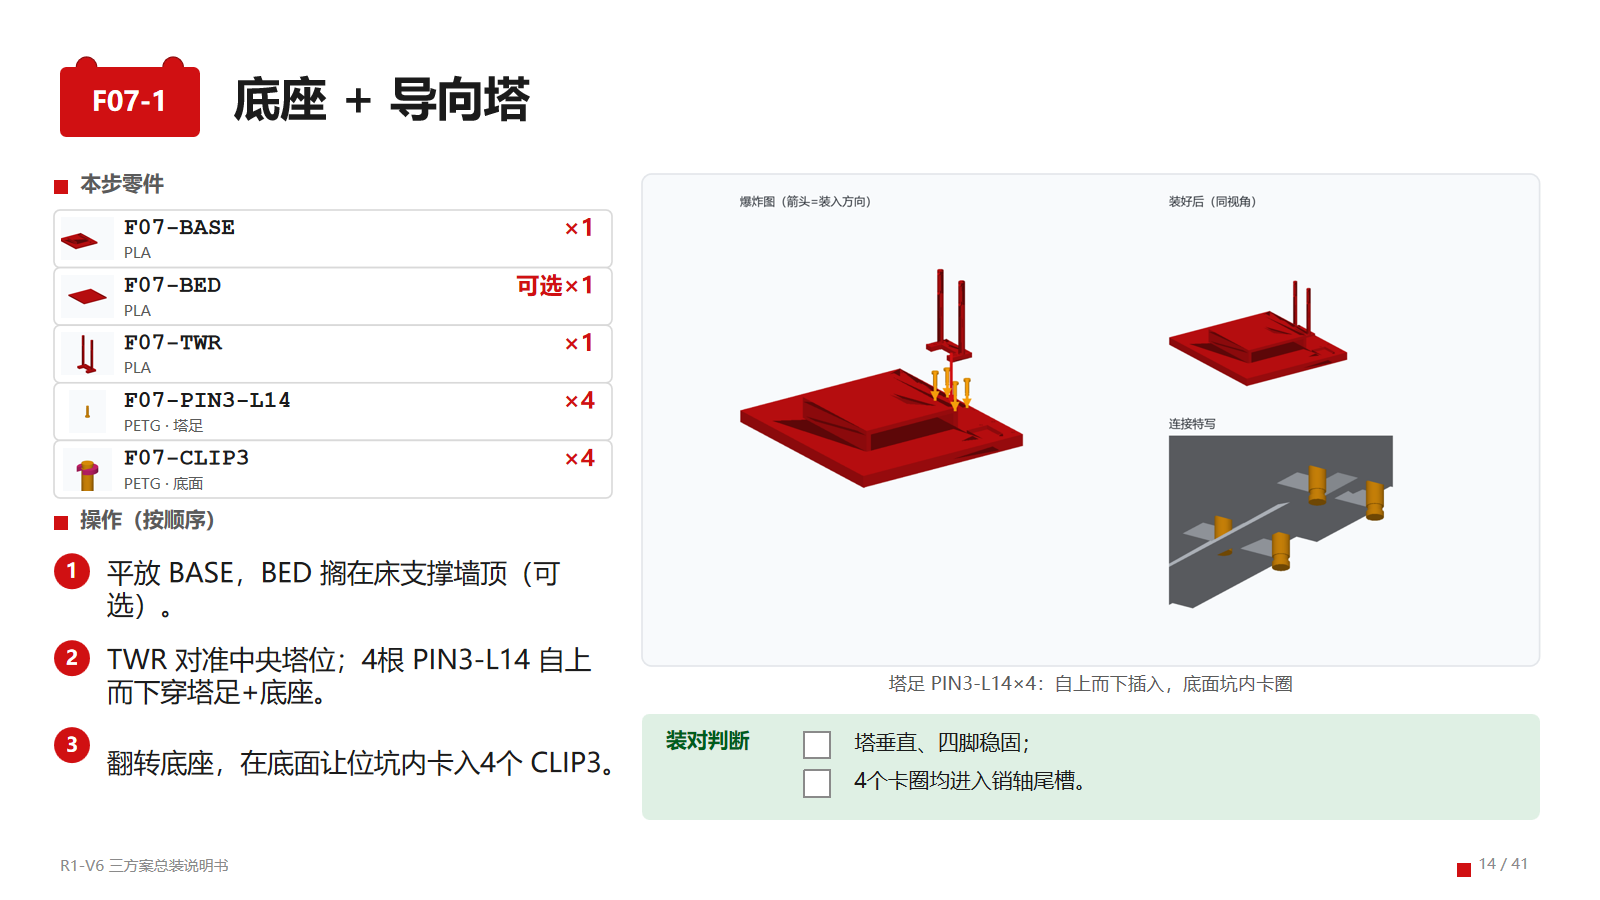 F07-1
底座 + 导向塔
本步零件
F07-BASE
×1
PLA
F07-BED
可选×1
PLA
F07-TWR
×1
PLA
F07-PIN3-L14
×4
PETG · 塔足
F07-CLIP3
×4
PETG · 底面
操作（按顺序）
1
平放 BASE，BED 搁在床支撑墙顶（可
选）。
2
TWR 对准中央塔位；4根 PIN3-L14 自上
而下穿塔足+底座。
3
翻转底座，在底面让位坑内卡入4个 CLIP3。
爆炸图（箭头=装入方向）
装好后（同视角）
连接特写
塔足 PIN3-L14×4：自上而下插入，底面坑内卡圈
装对判断
塔垂直、四脚稳固；
4个卡圈均进入销轴尾槽。
R1-V6 三方案总装说明书
14 / 41